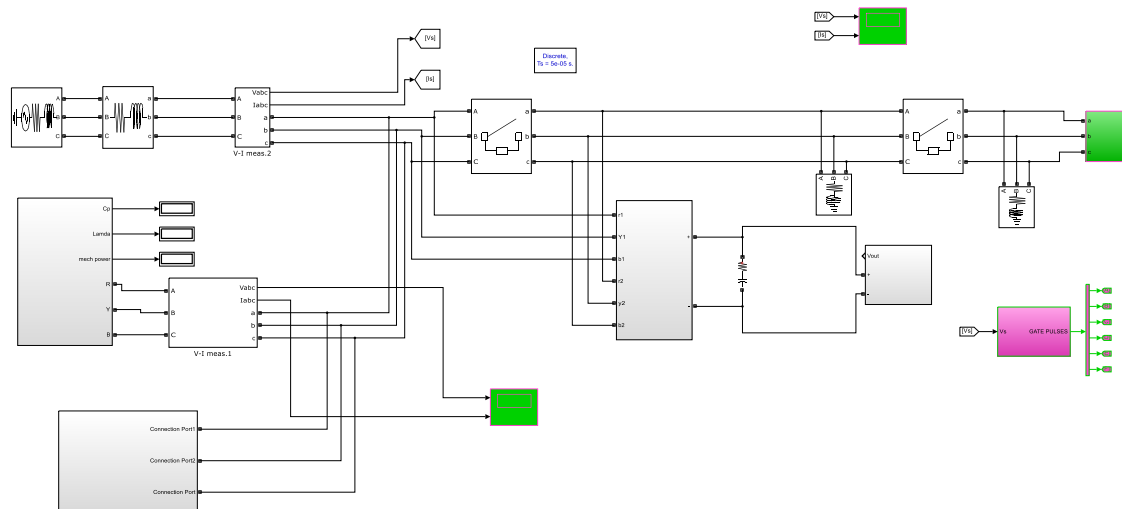 [Vs]
[Is]
[Vs]
[Is]
Discrete,
Ts = 5e-05 s.
A
B
C
A
B
C
a
b
c
A
B
C
Vabc
Iabc
a
b
c
V-I meas.2
A
B
C
a
b
c
A
B
C
a
b
c
a
b
c
A
B
C
A
B
C
Cp
Lamda
mech power
R
Y
B
A
B
C
Vabc
Iabc
a
b
c
V-I meas.1
r1
Y1
b1
r2
y2
b2
+
-
Vout
+
-
[Vs]
Vs
GATE PULSES
Connection Port1
Connection Port2
Connection Port